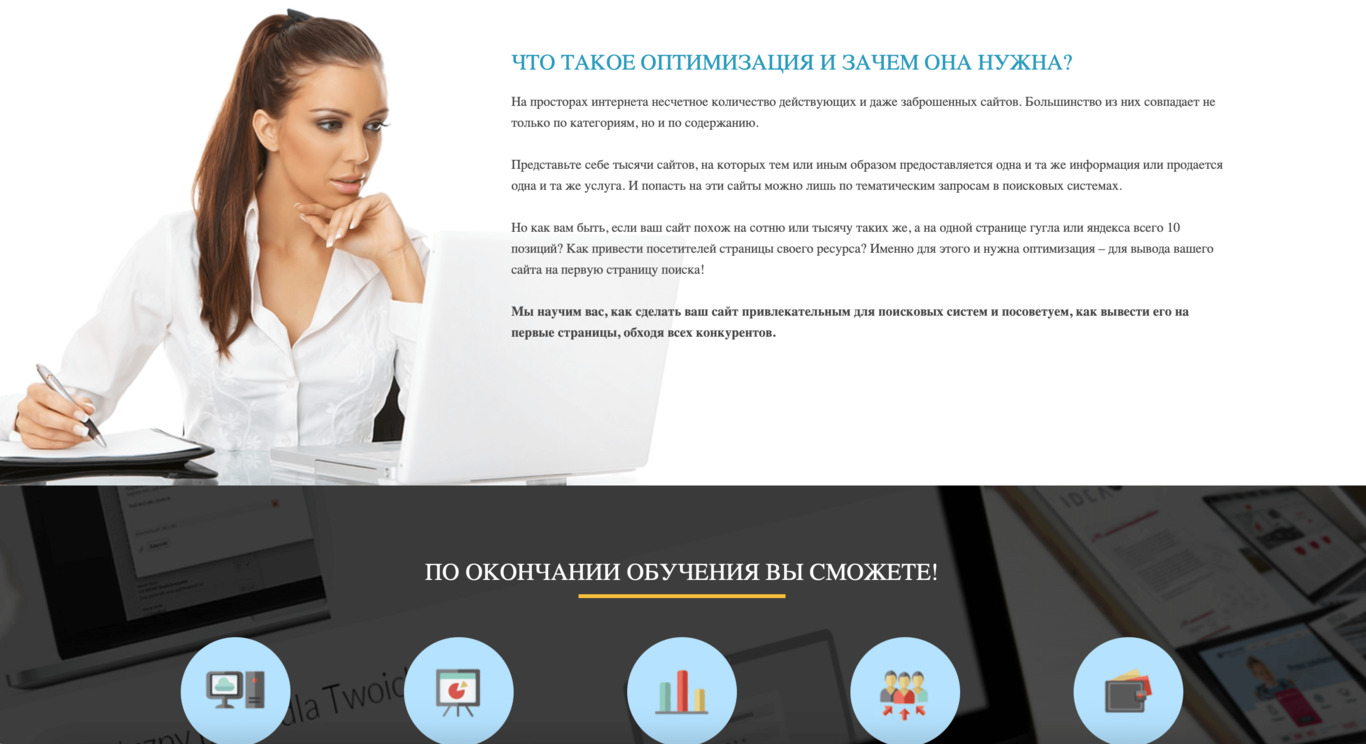 ЧТО ТАКОЕ ОПТИМИЗАЦИЯ И ЗАЧЕМ ОНА НУЖНА?
На просторах интернета несчетное количество действующих и даже заброшенных сайтов. Большинство из них совпадает не
только по категориям, но и по содержанию.
Представьте себе тысячи сайтов, на которых тем или иным образом предоставляется одна и та же информация или продается
одна и та же услуга. И попасть на эти сайты можно лишь по тематическим запросам в поисковых системах.
Но как вам быть, если ваш сайт похож на сотню или тысячу таких же, а на одной странице гугла или яндекса всего 10
позиций? Как привести посетителей страницы своего ресурса? Именно для этого и нужна оптимизация – для вывода вашего
сайта на первую страницу поиска!
Мы научим вас, как сделать ваш сайт привлекательным для поисковых систем и посоветуем, как вывести его на
первые страницы, обходя всех конкурентов.
ПО ОКОНЧАНИИ ОБУЧЕНИЯ ВЫ СМОЖЕТЕ!
dla Twoich